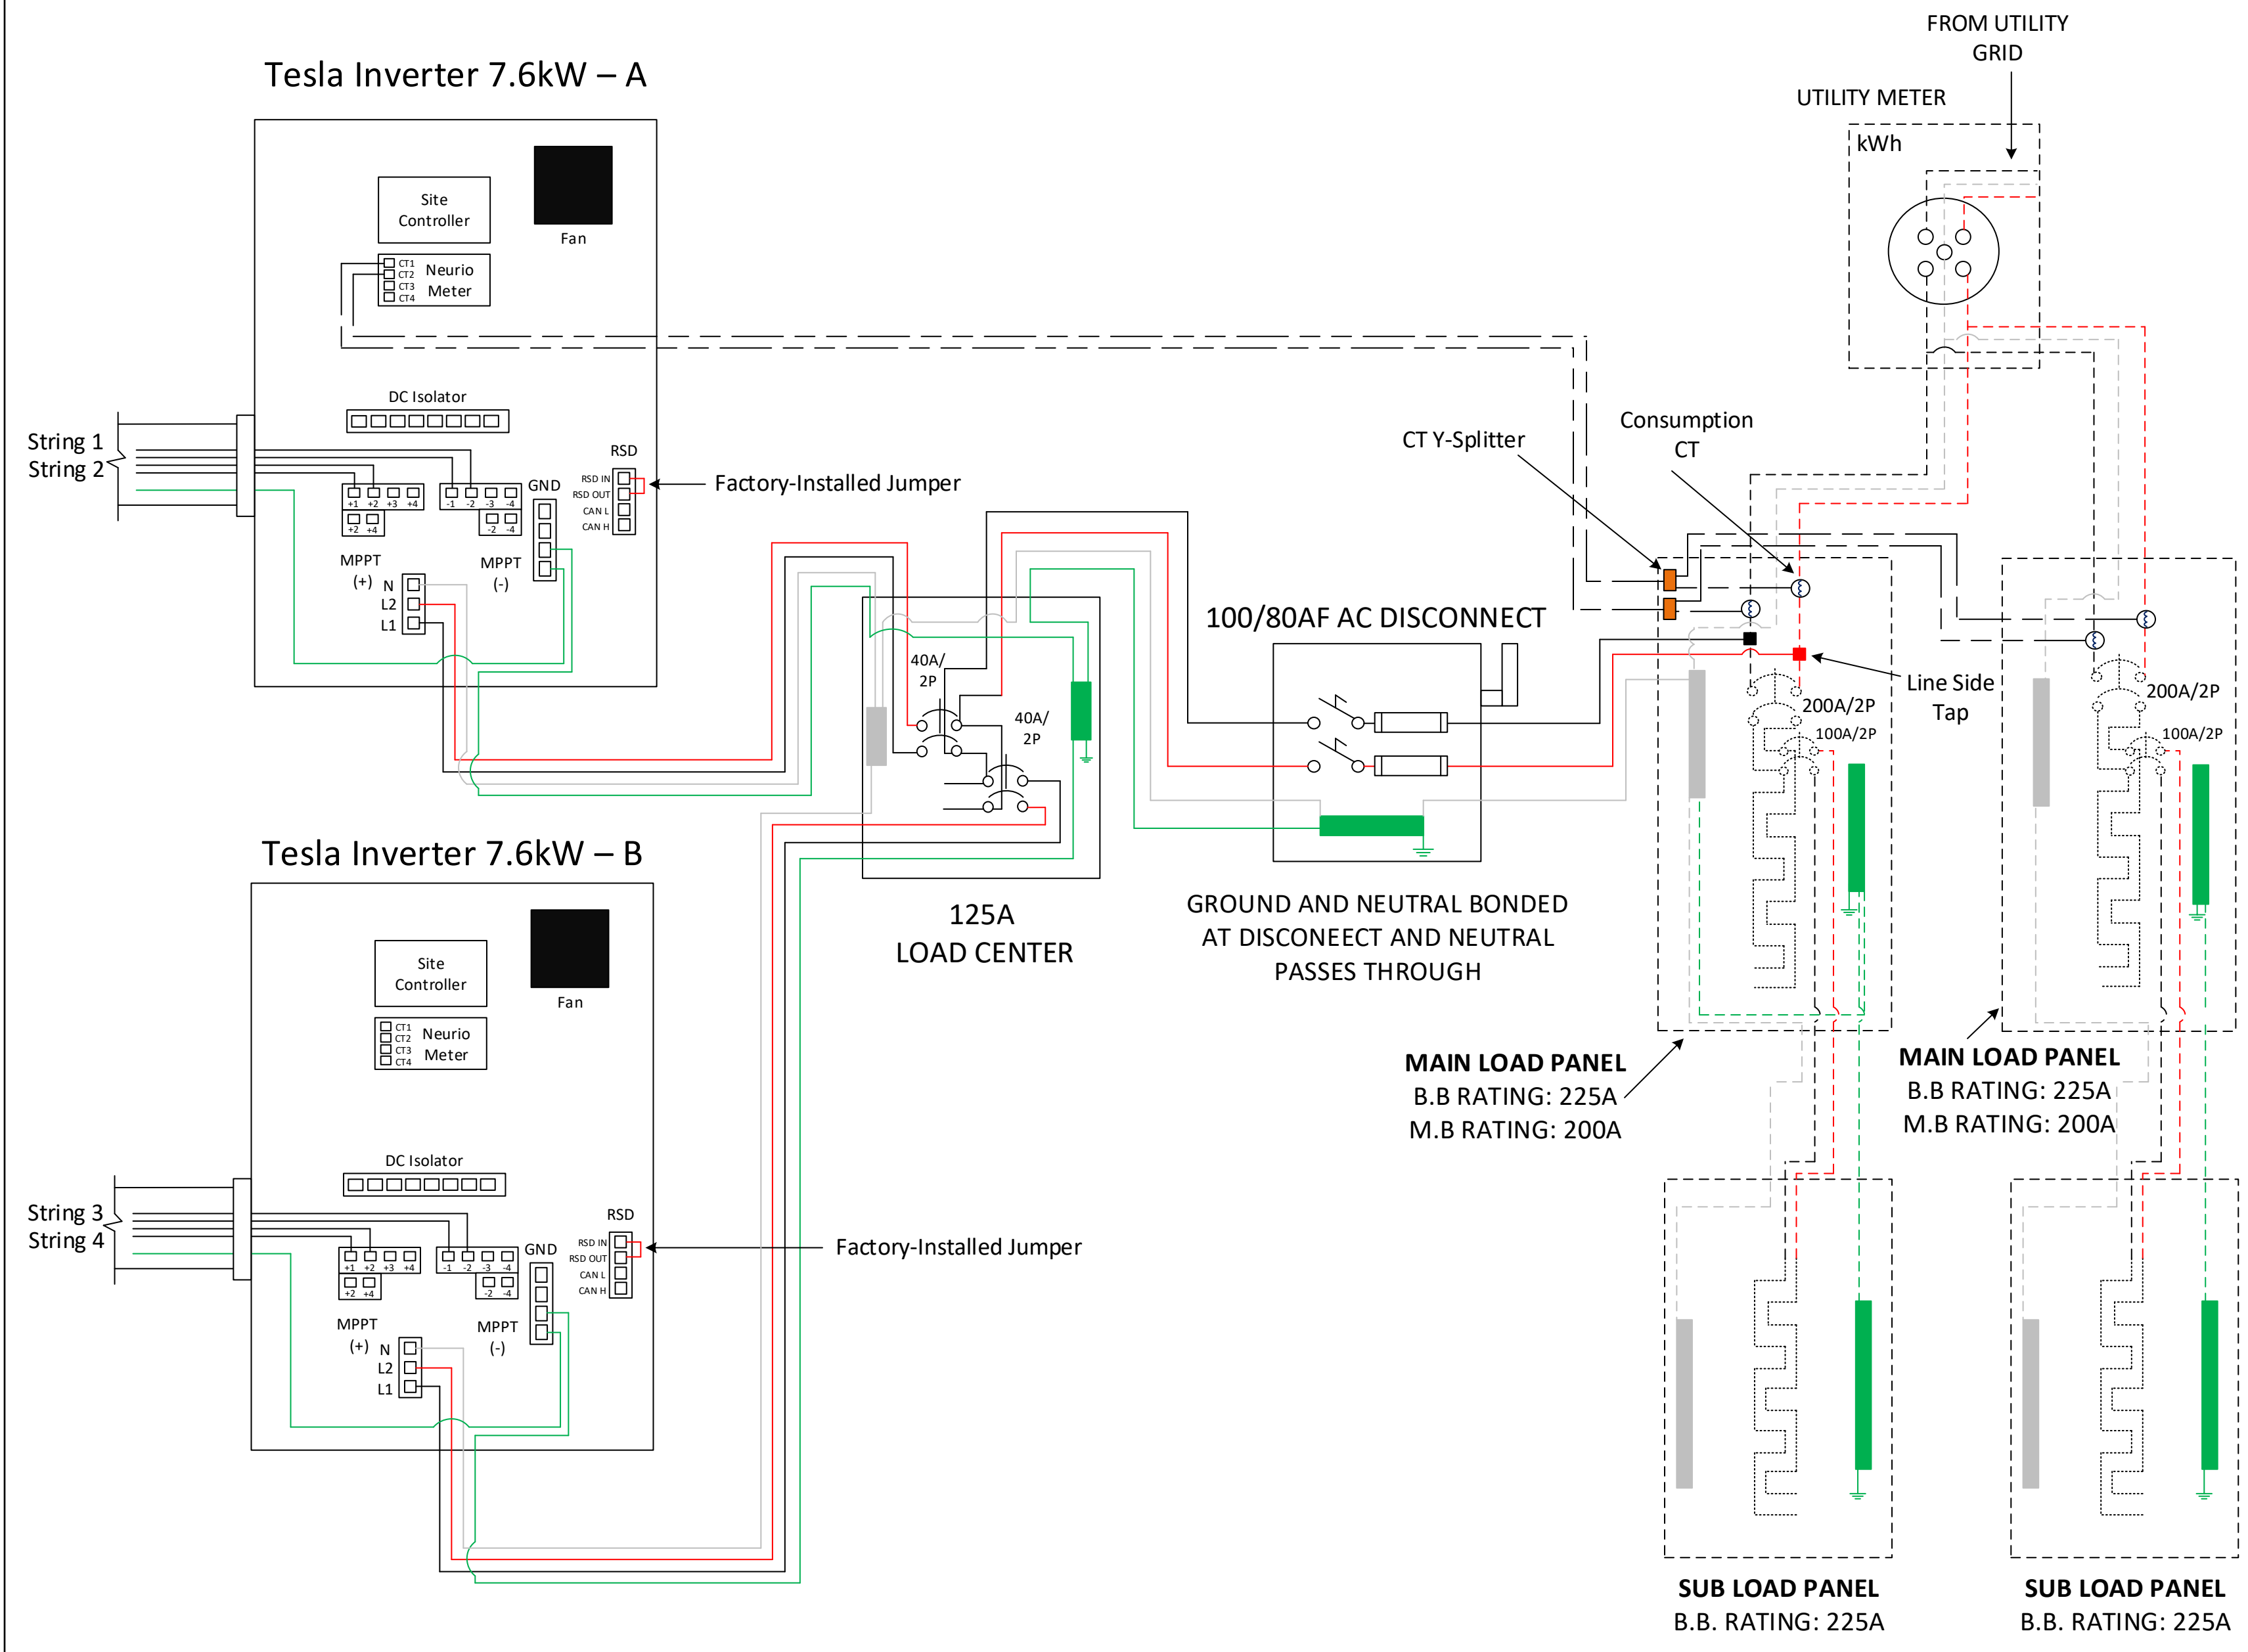 FROM UTILITY
GRID
UTILITY METER
kWh
Tesla Inverter 7.6kW – A
Site
Controller
Fan
CT1
CT2
CT3
CT4
Neurio
Meter
DC Isolator
String 1
String 2
RSD
RSD IN
RSD OUT
CAN L
CAN H
Factory-Installed Jumper
GND
+1 +2 +3 +4
-1 -2 -3 -4
+2 +4
-2 -4
MPPT
(+)
MPPT
(-)
N
L2
L1
CT Y-Splitter
Consumption
CT
40A/
2P
40A/
2P
125A
LOAD CENTER
100/80AF AC DISCONNECT
GROUND AND NEUTRAL BONDED
AT DISCONEECT AND NEUTRAL
PASSES THROUGH
Line Side
Tap
200A/2P
100A/2P
200A/2P
100A/2P
MAIN LOAD PANEL
B.B RATING: 225A
M.B RATING: 200A
MAIN LOAD PANEL
B.B RATING: 225A
M.B RATING: 200A
Tesla Inverter 7.6kW – B
Site
Controller
Fan
CT1
CT2
CT3
CT4
Neurio
Meter
DC Isolator
String 3
String 4
RSD
RSD IN
RSD OUT
CAN L
CAN H
Factory-Installed Jumper
GND
+1 +2 +3 +4
-1 -2 -3 -4
+2 +4
-2 -4
MPPT
(+)
MPPT
(-)
N
L2
L1
SUB LOAD PANEL
B.B. RATING: 225A
SUB LOAD PANEL
B.B. RATING: 225A